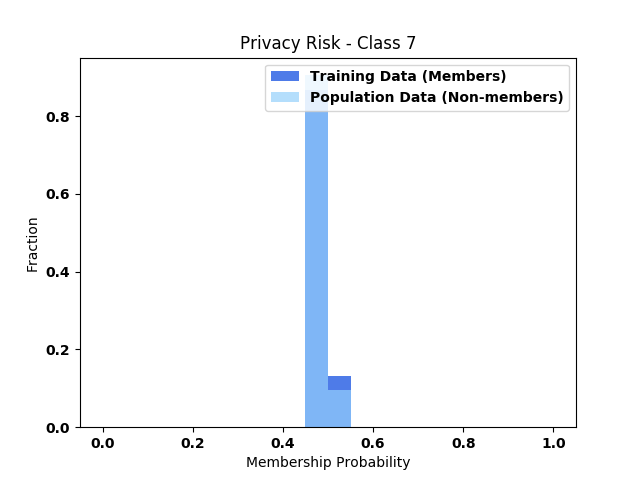 Privacy Risk - Class 7
Training Data (Members)
Population Data (Non-members)
0.8
0.6
0.4
0.2
0.0
Fraction
0.0 0.2 0.4 0.6 0.8 1.0
Membership Probability